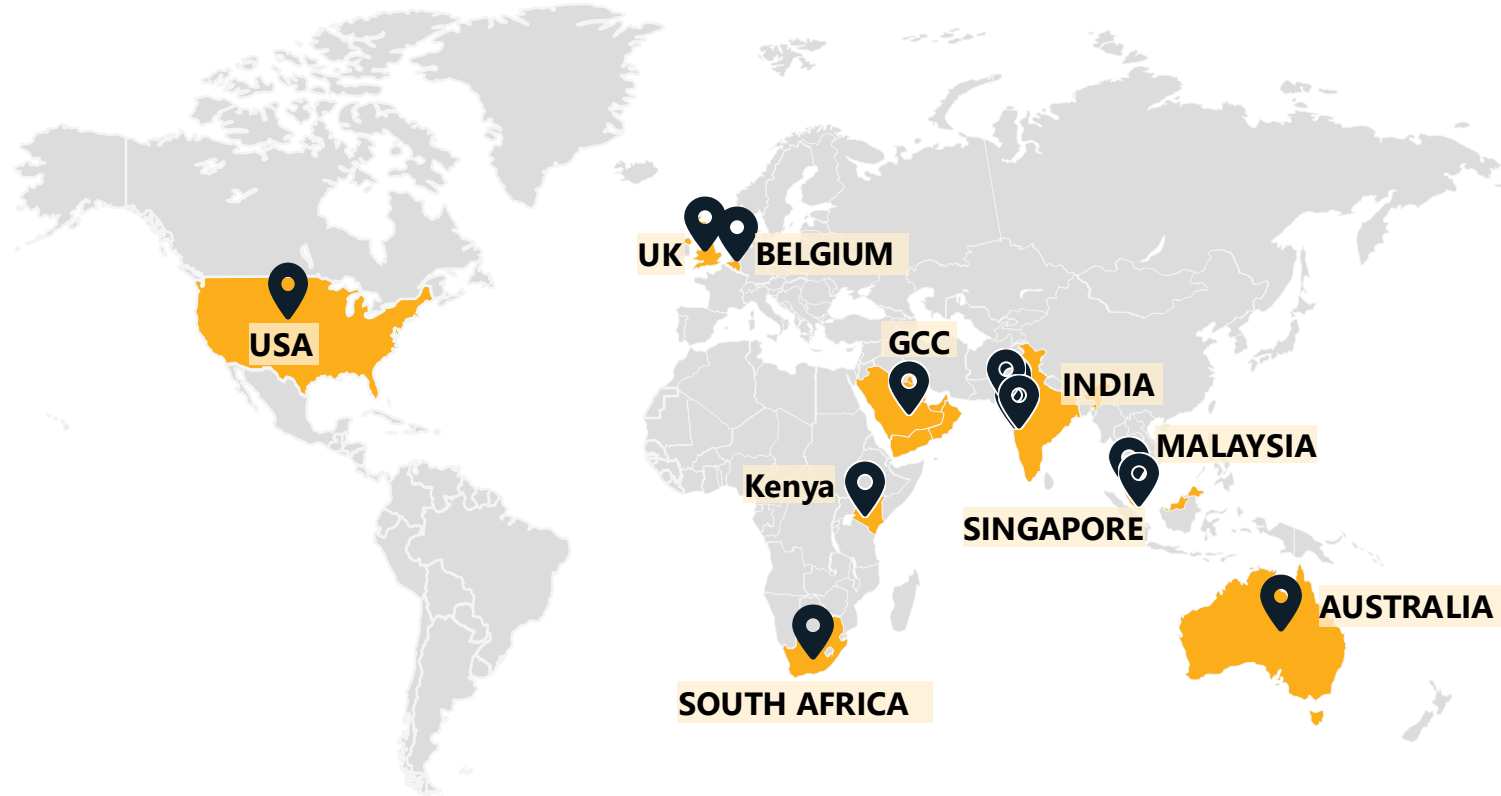 UK
BELGIUM
USA
GCC
INDIA
MALAYSIA
Kenya
SINGAPORE
AUSTRALIA
SOUTH AFRICA